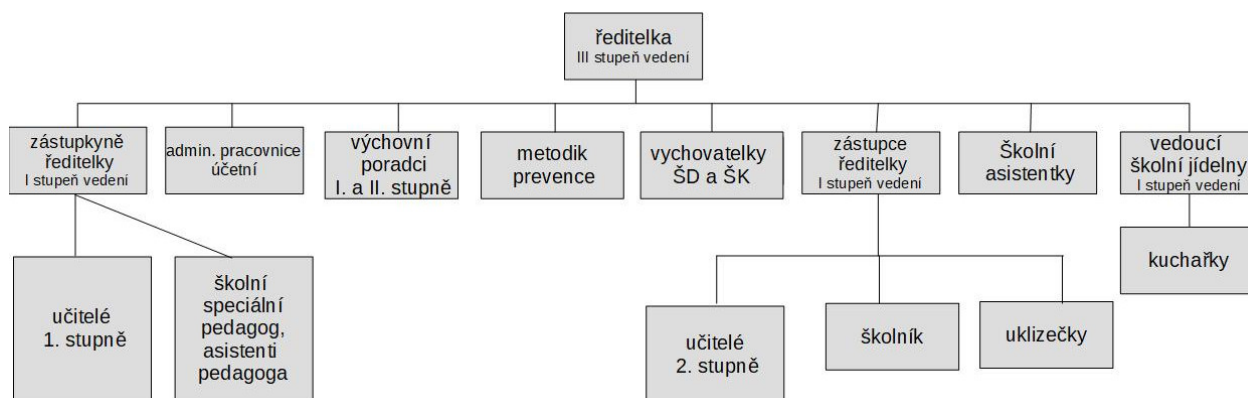 ředitelka
III stupeň vedení
zástupkyně
ředitelky
I stupeň vedení
admin. pracovnice
účetní
výchovní
poradci
I. a II. stupně
metodik
prevence
vychovatelky
ŠD a ŠK
zástupce
ředitelky
I stupeň vedení
Školní
asistentky
vedoucí
školní jídelny
I stupeň vedení
učitelé
1. stupně
školní
speciální
pedagog,
asistenti
pedagoga
učitelé
2. stupně
školník
uklizečky
kuchařky